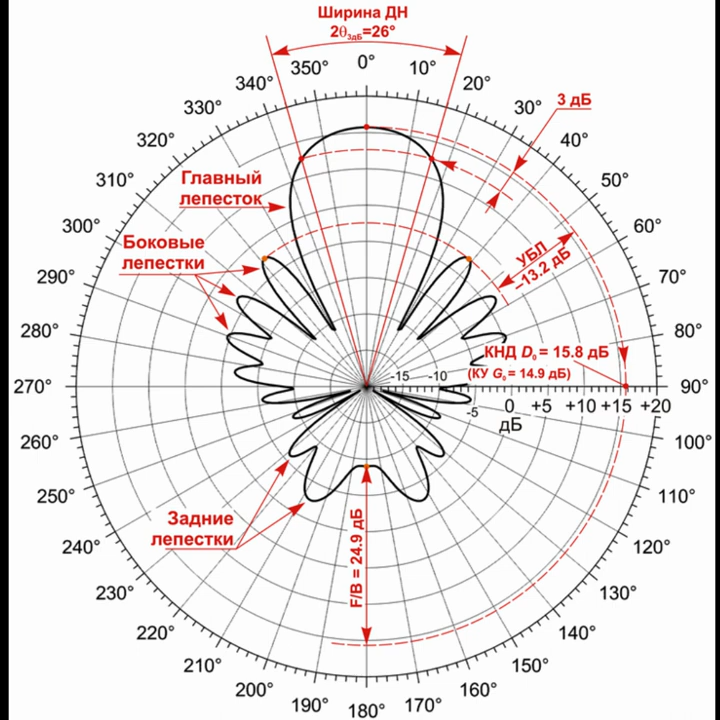 Ширина ДН
2θ3дБ=26°
0°
350°
10°
340°
20°
330°
30°
3 дБ
320°
40°
310°
50°
Главный
лепесток
300°
60°
Боковые
лепестки
УБЛ
−13.2 дБ
290°
70°
280°
80°
КНД D₀ = 15.8 дБ
(КУ G₀ = 14.9 дБ)
270°
-15
-10
90°
-5
0
+5
+10
+15
+20
дБ
260°
100°
250°
110°
Задние
лепестки
F/B = 24.9 дБ
240°
120°
230°
130°
220°
140°
210°
150°
200°
160°
190°
180°
170°